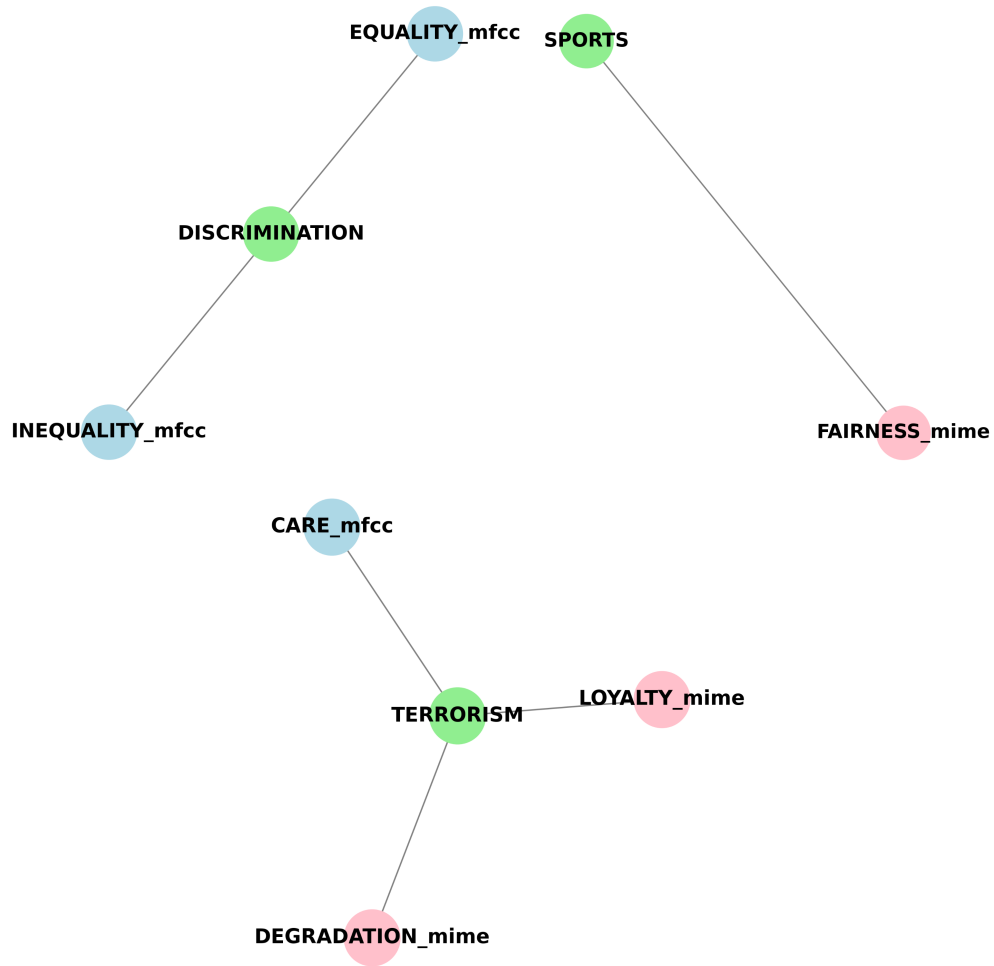 EQUALITY_mfcc
SPORTS
DISCRIMINATION
INEQUALITY_mfcc
FAIRNESS_mime
CARE_mfcc
LOYALTY_mime
TERRORISM
DEGRADATION_mime